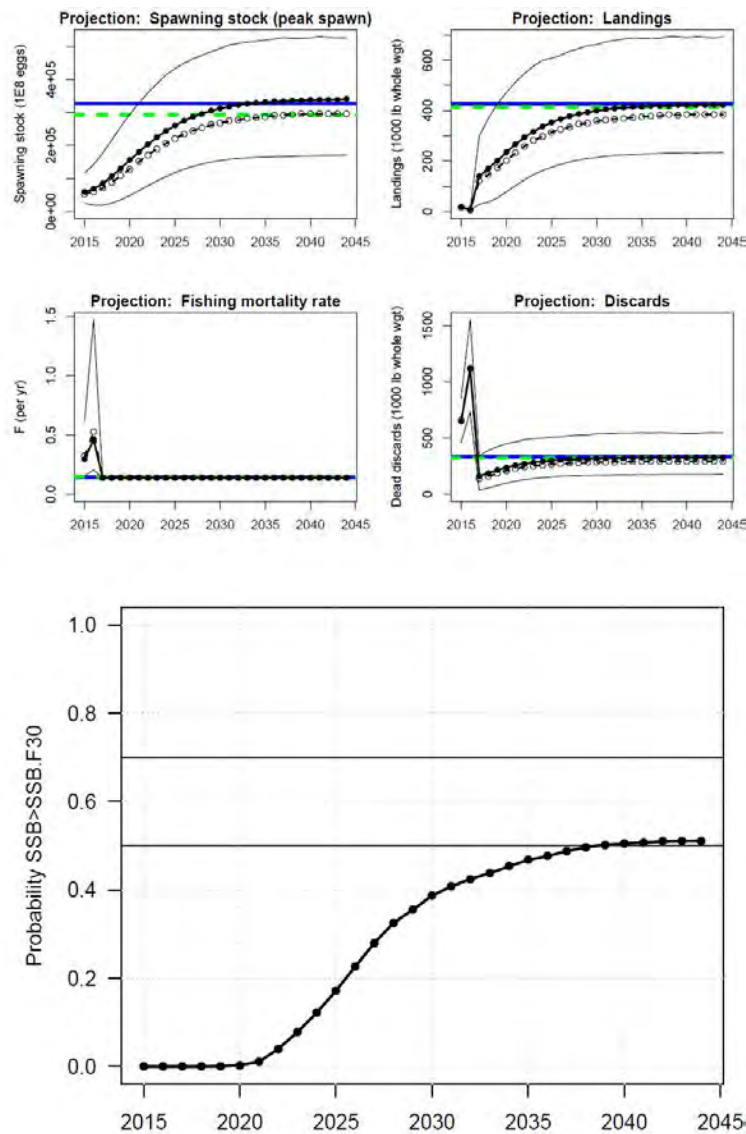 Projection: Spawning stock (peak spawn)
Spawning stock (1E8 eggs)
4e+05
2e+05
0e+00
2015 2020 2025 2030 2035 2040 2045
Projection: Landings
Landings (1000 lb whole wgt)
600
400
200
0
2015 2020 2025 2030 2035 2040 2045
Projection: Fishing mortality rate
F (per yr)
1.5
1.0
0.5
0.0
2015 2020 2025 2030 2035 2040 2045
Projection: Discards
Dead discards (1000 lb whole wgt)
1500
1000
500
0
2015 2020 2025 2030 2035 2040 2045
Probability SSB>SSB.F30
1.0
0.8
0.6
0.4
0.2
0.0
2015 2020 2025 2030 2035 2040 2045